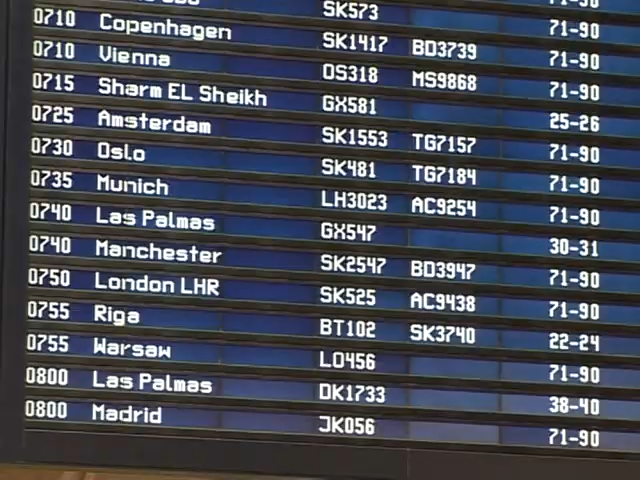 SK573 71-90
0710 Copenhagen SK1417 BD3739 71-90
0710 Vienna OS318 MS9868 71-90
0715 Sharm EL Sheikh GX581 25-26
0725 Amsterdam SK1553 TG7157 71-90
0730 Oslo SK481 TG7184 71-90
0735 Munich LH3023 AC9254 71-90
0740 Las Palmas GX547 30-31
0740 Manchester SK2547 BD3947 71-90
0750 London LHR SK525 AC9438 71-90
0755 Riga BT102 SK3740 22-24
0755 Warsaw LO456 71-90
0800 Las Palmas DK1733 38-40
0800 Madrid JK056 71-90